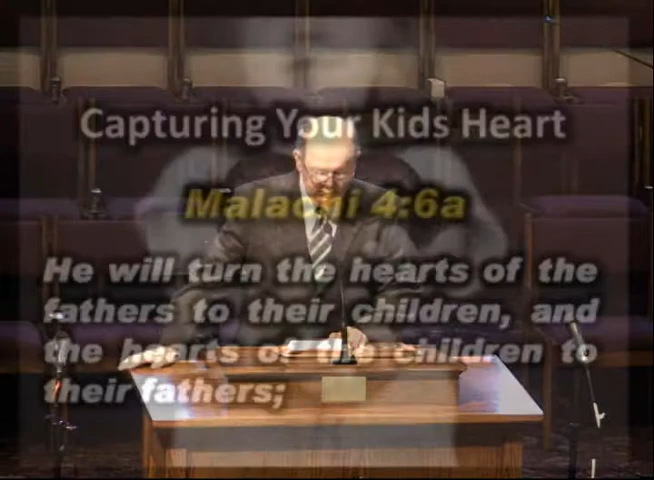 Capturing Your Kids Heart
Malachi 4:6a
He will turn the hearts of the
fathers to their children, and
the hearts of the children to
their fathers;